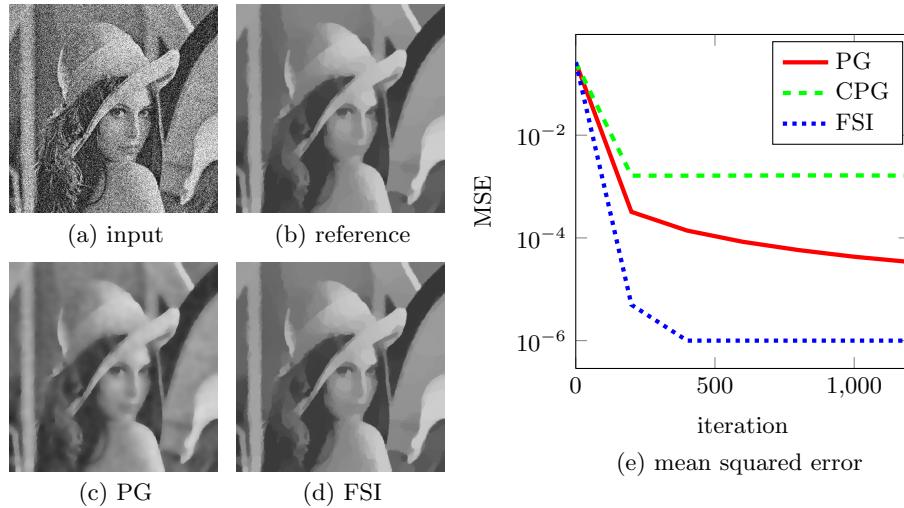 (a) input
(b) reference
(c) PG
(d) FSI
PG
CPG
FSI
MSE
10^−2
10^−4
10^−6
0
500
1,000
iteration
(e) mean squared error